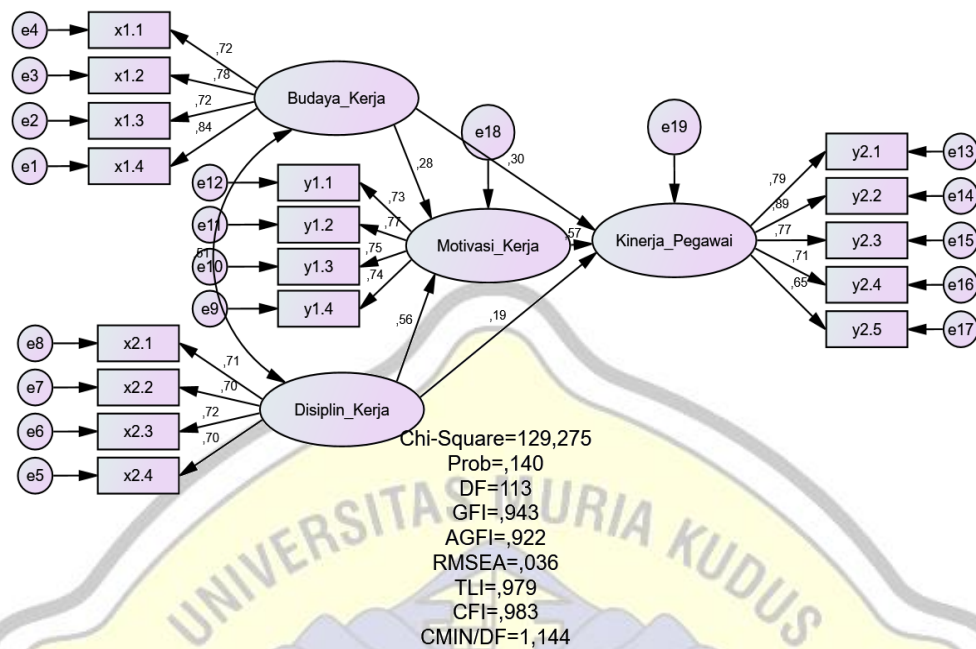 e4
x1.1
,72
e3
x1.2
,78
e2
x1.3
,72
e1
x1.4
,84
Budaya_Kerja
e18
e19
,28
,30
e12
y1.1
,73
e11
y1.2
,77
e10
y1.3
,75
e9
y1.4
,74
,51
Motivasi_Kerja
,57
Kinerja_Pegawai
,79
y2.1
e13
,89
y2.2
e14
,77
y2.3
e15
,71
y2.4
e16
,65
y2.5
e17
,56
,19
e8
x2.1
,71
e7
x2.2
,70
e6
x2.3
,72
e5
x2.4
,70
Disiplin_Kerja
Chi-Square=129,275
Prob=,140
DF=113
GFI=,943
AGFI=,922
RMSEA=,036
TLI=,979
CFI=,983
CMIN/DF=1,144
UNIVERSITAS MURIA KUDUS